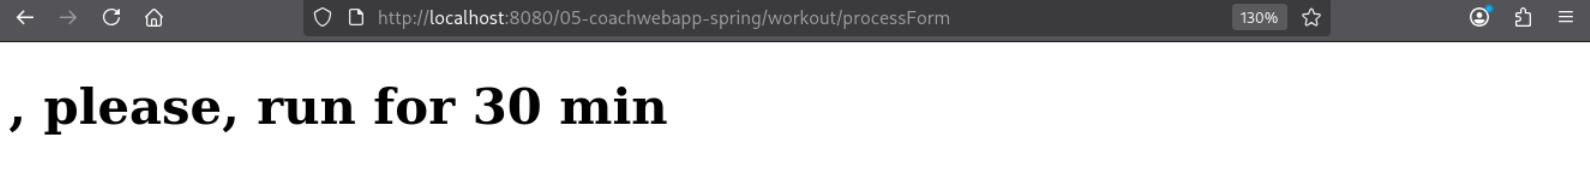 http://localhost:8080/05-coachwebapp-spring/workout/processForm
130%
, please, run for 30 min